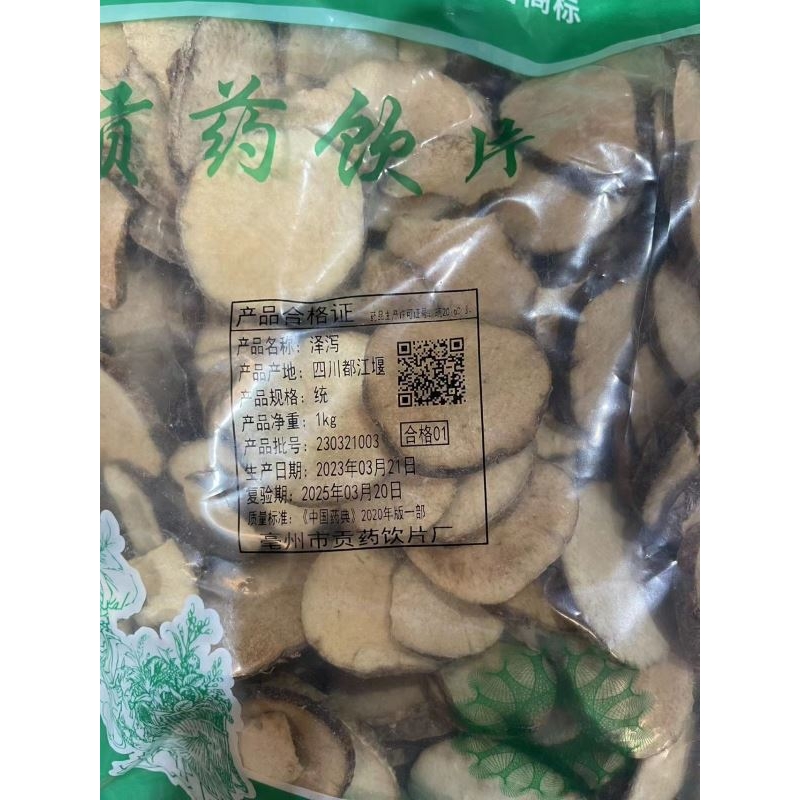 商标
贡药饮片
产品合格证
产品名称：泽泻
产品产地：四川都江堰
产品规格：统
产品净重：1kg
产品批号：230321003
合格01
生产日期：2023年03月21日
复验期：2025年03月20日
质量标准：《中国药典》2020年版一部
亳州市贡药饮片厂